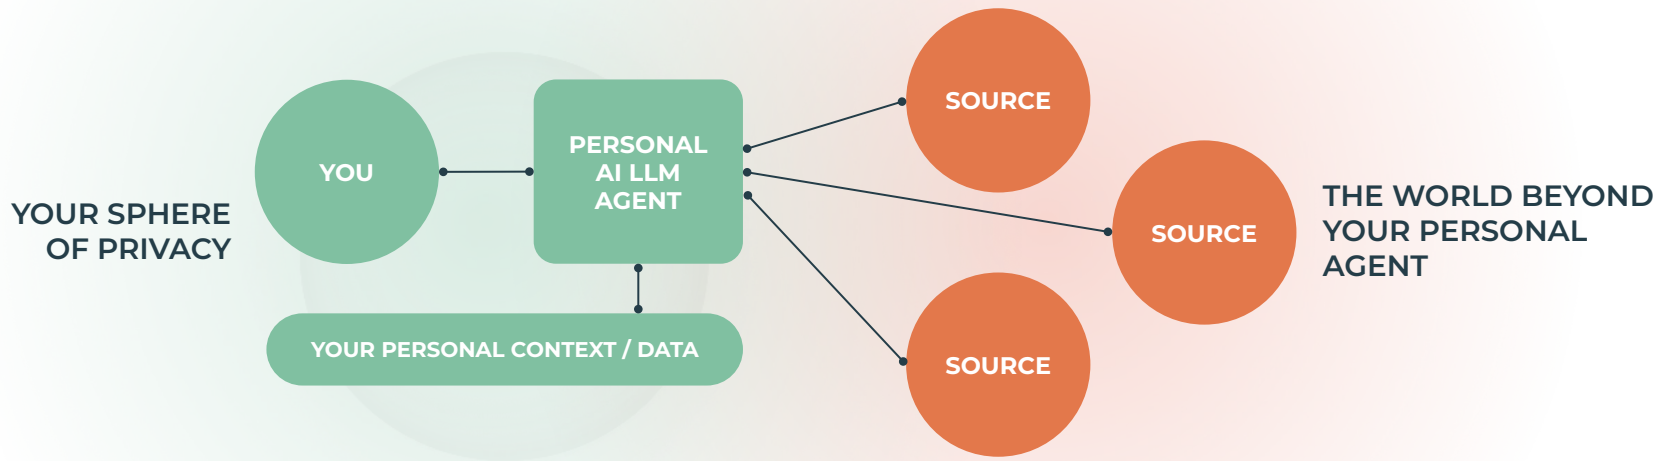 YOUR SPHERE
OF PRIVACY
YOU
PERSONAL
AI LLM
AGENT
YOUR PERSONAL CONTEXT / DATA
SOURCE
SOURCE
SOURCE
THE WORLD BEYOND
YOUR PERSONAL
AGENT